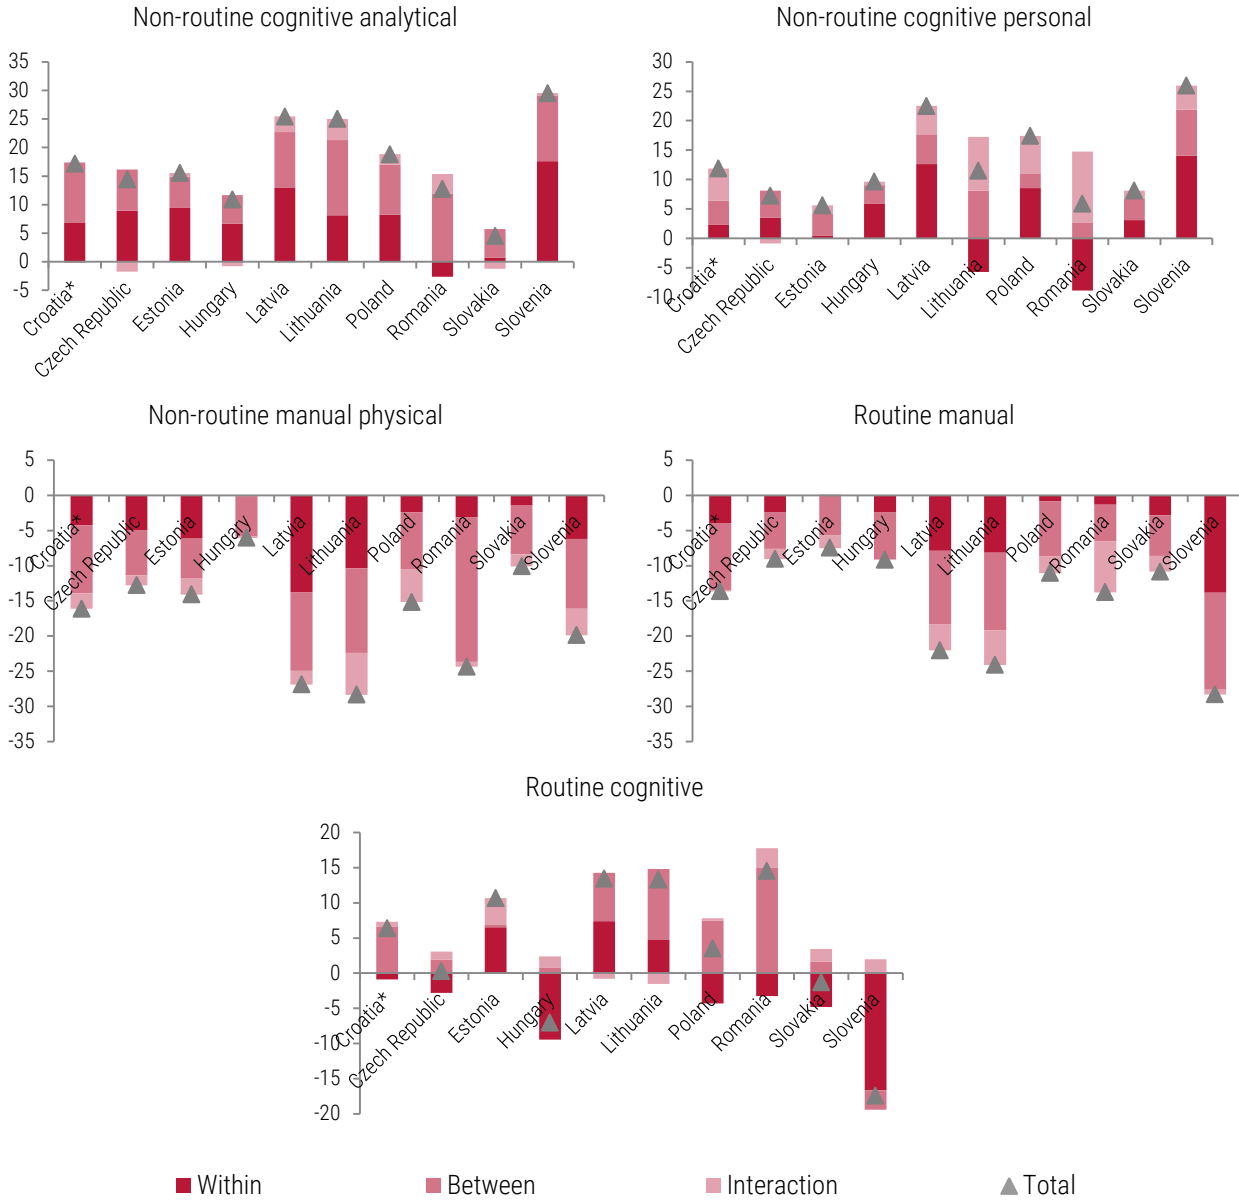 Non-routine cognitive analytical
35
30
25
20
15
10
5
0
-5
Croatia*
Czech Republic
Estonia
Hungary
Latvia
Lithuania
Poland
Romania
Slovakia
Slovenia
Non-routine cognitive personal
30
25
20
15
10
5
0
-5
-10
Croatia*
Czech Republic
Estonia
Hungary
Latvia
Lithuania
Poland
Romania
Slovakia
Slovenia
Non-routine manual physical
5
0
-5
-10
-15
-20
-25
-30
-35
Croatia*
Czech Republic
Estonia
Hungary
Latvia
Lithuania
Poland
Romania
Slovakia
Slovenia
Routine manual
5
0
-5
-10
-15
-20
-25
-30
-35
Croatia*
Czech Republic
Estonia
Hungary
Latvia
Lithuania
Poland
Romania
Slovakia
Slovenia
Routine cognitive
20
15
10
5
0
-5
-10
-15
-20
Croatia*
Czech Republic
Estonia
Hungary
Latvia
Lithuania
Poland
Romania
Slovakia
Slovenia
Within
Between
Interaction
Total